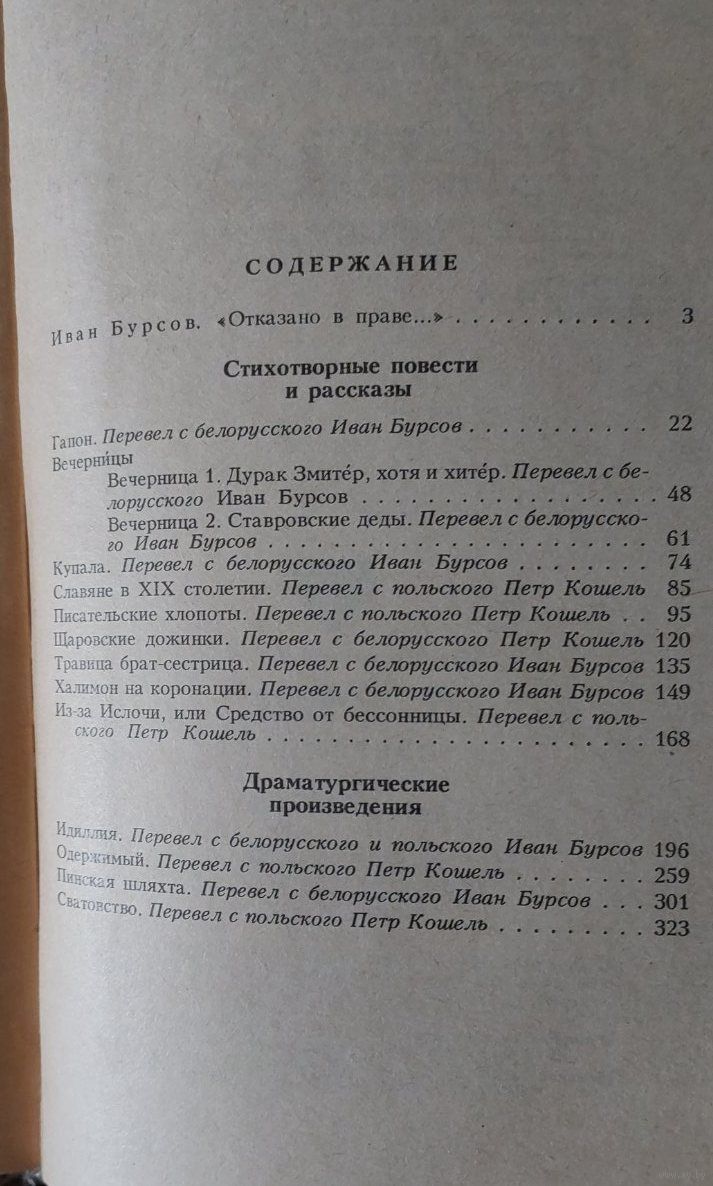 СОДЕРЖАНИЕ
Иван Бурсов. «Отказано в праве...» . . . . . . . . . . . . 3
Стихотворные повести
и рассказы
Гапон. Перевел с белорусского Иван Бурсов . . . . . . . . . . . 22
Вечерни́цы
Вечерница 1. Дурак Змите́р, хотя и хите́р. Перевел с бе-
лорусского Иван Бурсов . . . . . . . . . . . . . . . . 48
Вечерница 2. Ставровские деды. Перевел с белорусско-
го Иван Бурсов . . . . . . . . . . . . . . . . . . . . 61
Купала. Перевел с белорусского Иван Бурсов . . . . . . . . 74
Славяне в XIX столетии. Перевел с польского Петр Кошель 85
Писательские хлопоты. Перевел с польского Петр Кошель . . 95
Щаровские дожинки. Перевел с белорусского Петр Кошель 120
Травица брат-сестрица. Перевел с белорусского Иван Бурсов 135
Халимон на коронации. Перевел с белорусского Иван Бурсов 149
Из-за Ислочи, или Средство от бессонницы. Перевел с поль-
ского Петр Кошель . . . . . . . . . . . . . . . . . . . . 168
Драматургические
произведения
Идиллия. Перевел с белорусского и польского Иван Бурсов 196
Одержимый. Перевел с польского Петр Кошель . . . . . . . . 259
Пинская шляхта. Перевел с белорусского Иван Бурсов . . . 301
Сватовство. Перевел с польского Петр Кошель . . . . . . . . . 323